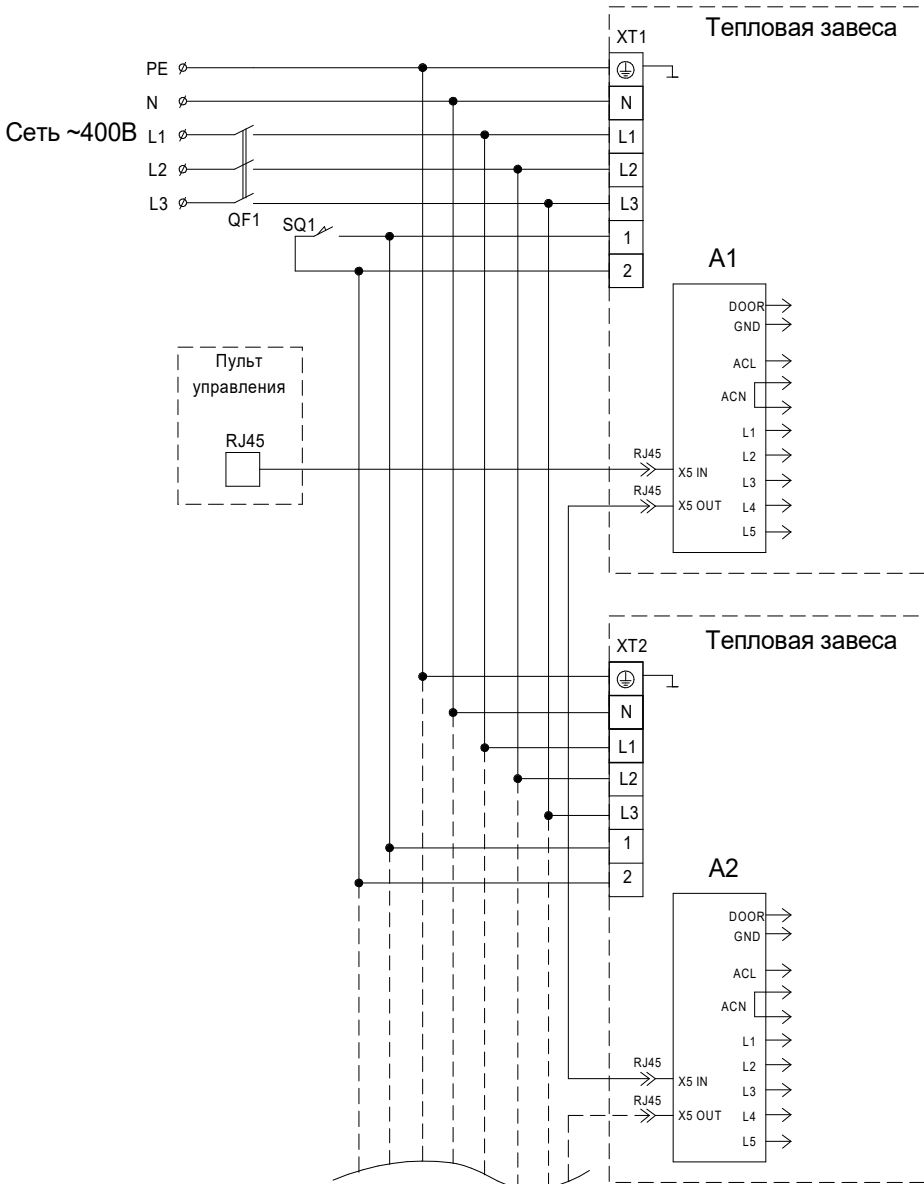 Тепловая завеса
XT1
PE
N
N
Сеть ~400В
L1
L1
L2
L2
L3
L3
QF1
SQ1
1
2
A1
DOOR
GND
ACL
ACN
L1
L2
L3
L4
L5
Пульт
управления
RJ45
RJ45
X5 IN
RJ45
X5 OUT
Тепловая завеса
XT2
N
L1
L2
L3
1
2
A2
DOOR
GND
ACL
ACN
L1
L2
L3
L4
L5
RJ45
X5 IN
RJ45
X5 OUT